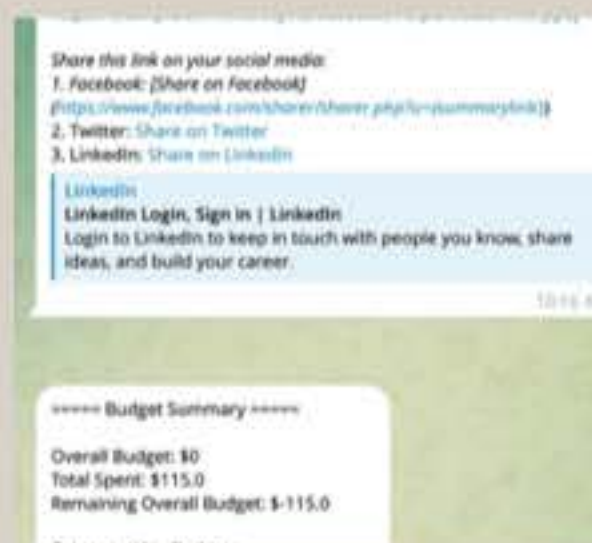 Share this link on your social media:
1. Facebook: [Share on Facebook]
(https://www.facebook.com/sharer/sharer.php?u={summarylink})
2. Twitter: Share on Twitter
3. LinkedIn: Share on LinkedIn
LinkedIn
LinkedIn Login, Sign in | LinkedIn
Login to LinkedIn to keep in touch with people you know, share
ideas, and build your career.
===== Budget Summary =====
Overall Budget: $0
Total Spent: $115.0
Remaining Overall Budget: $-115.0